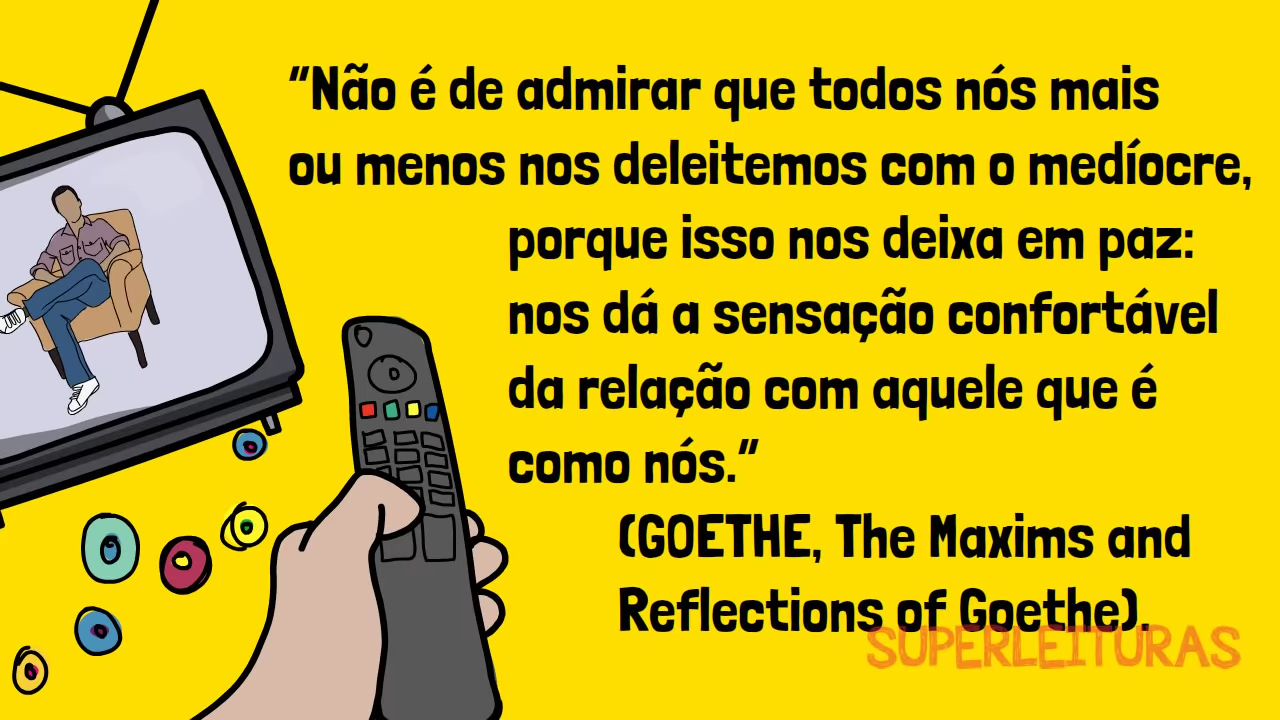 “Não é de admirar que todos nós mais
ou menos nos deleitemos com o medíocre,
porque isso nos deixa em paz:
nos dá a sensação confortável
da relação com aquele que é
como nós.”
(GOETHE, The Maxims and
Reflections of Goethe).
SUPERLEITURAS